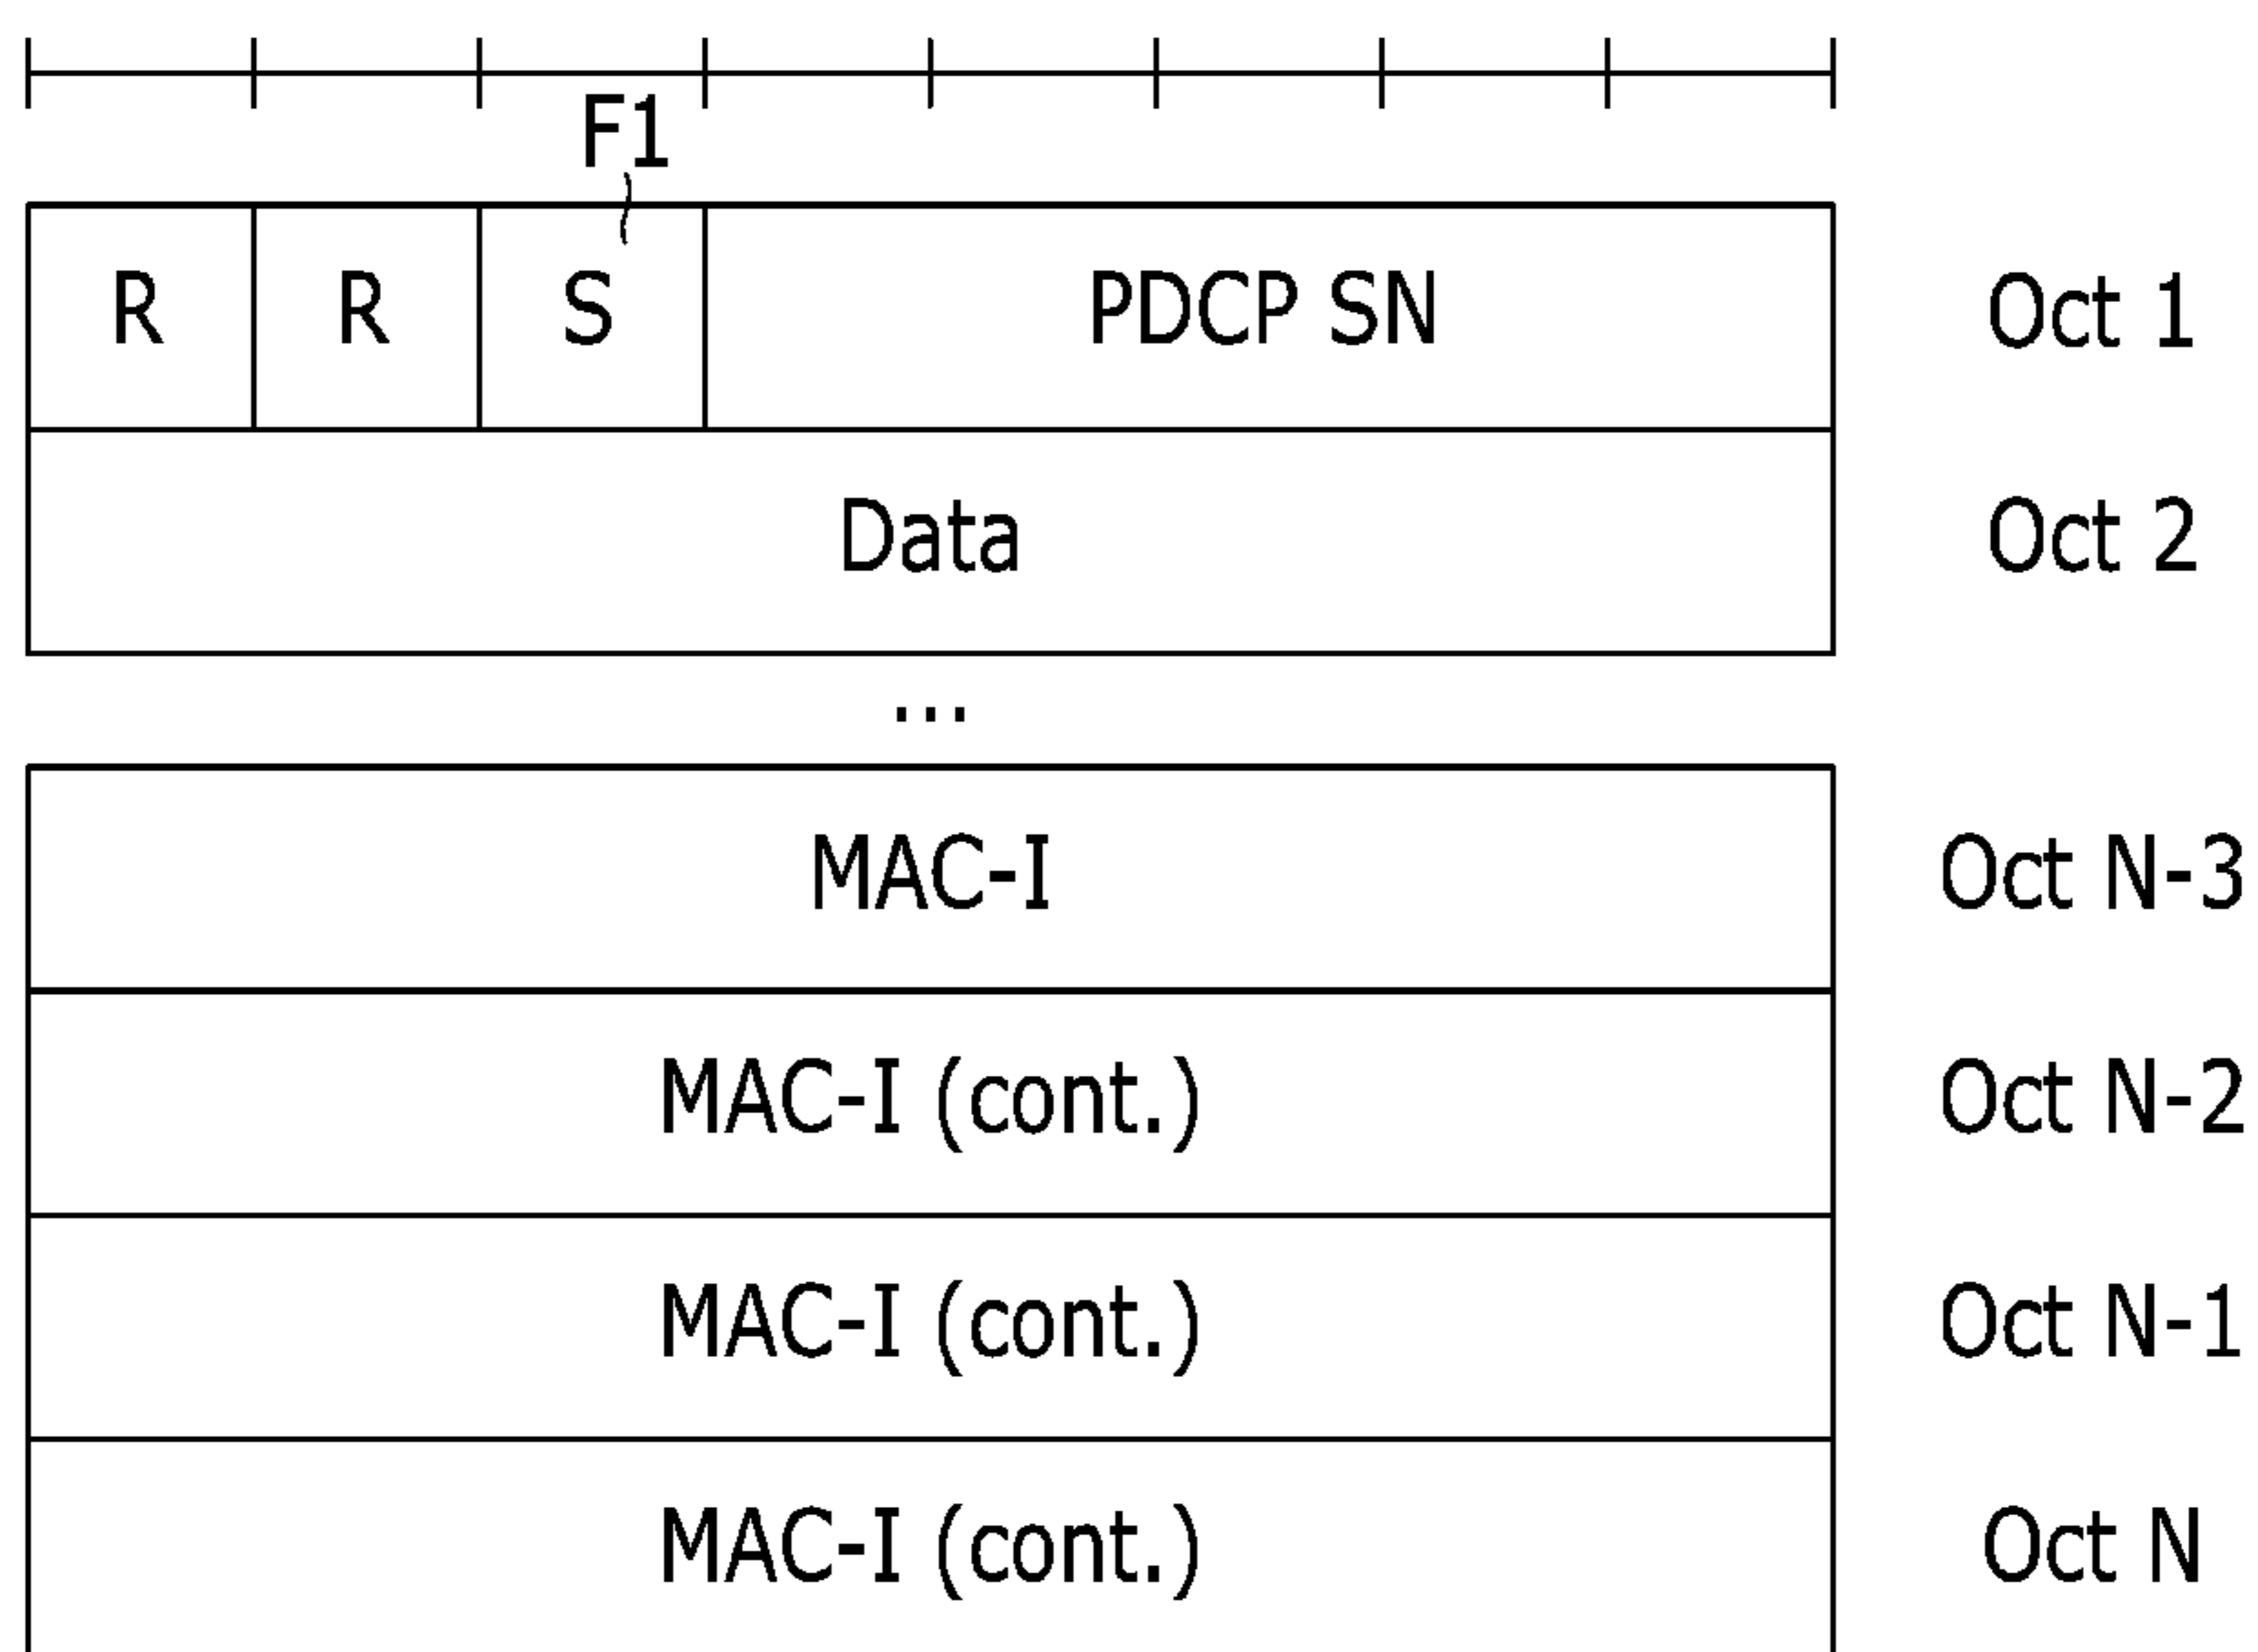 F1
R R S PDCP SN Oct 1
Data Oct 2
...
MAC-I Oct N-3
MAC-I (cont.) Oct N-2
MAC-I (cont.) Oct N-1
MAC-I (cont.) Oct N